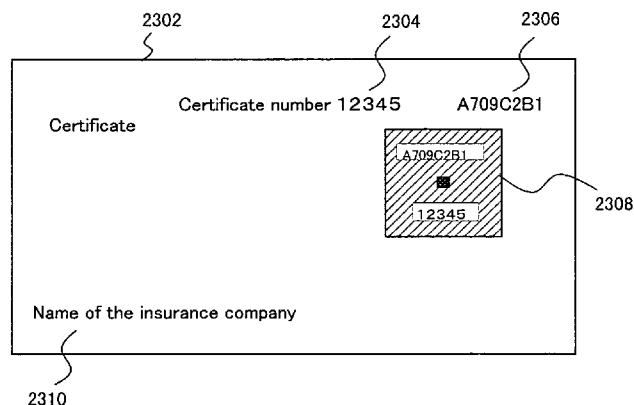 2302
2304
2306
Certificate number 12345
A709C2B1
Certificate
A709C2B1
12345
2308
Name of the insurance company
2310